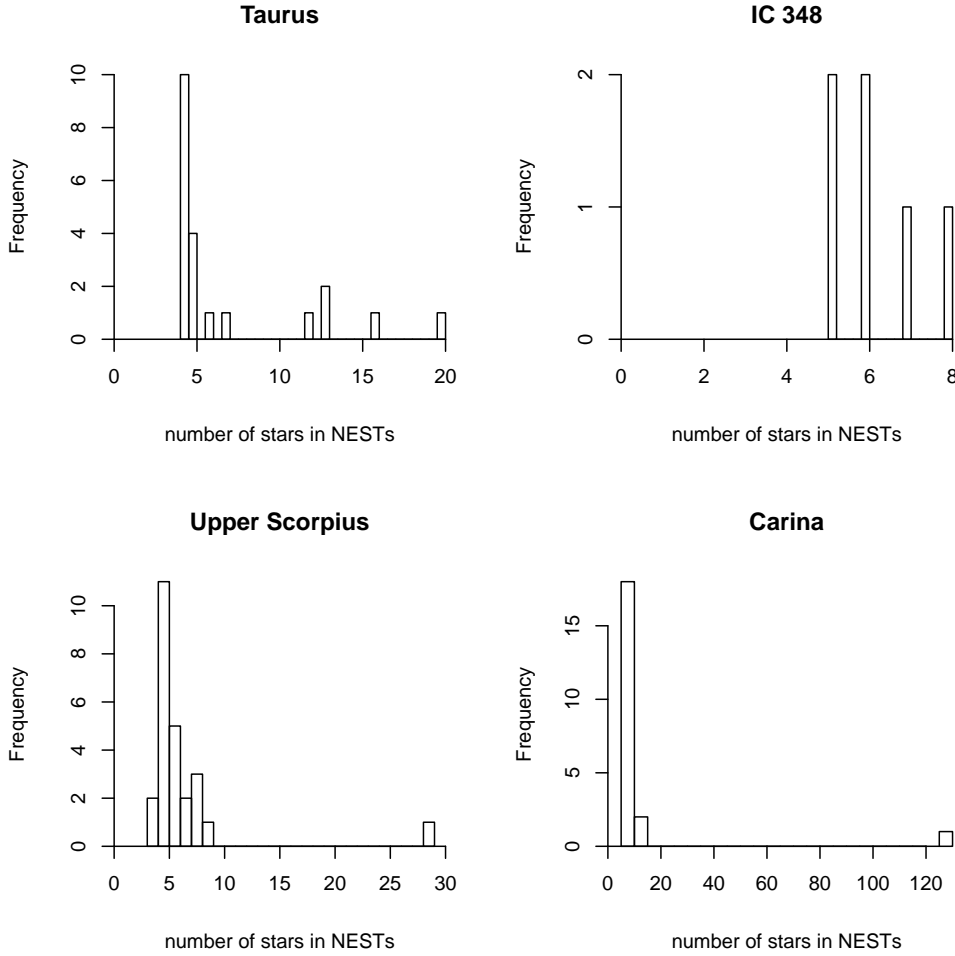 Taurus
Frequency
0 2 4 6 8 10
0 5 10 15 20
number of stars in NESTs
IC 348
Frequency
0 1 2
0 2 4 6 8
number of stars in NESTs
Upper Scorpius
Frequency
0 2 4 6 8 10
0 5 10 15 20 25 30
number of stars in NESTs
Carina
Frequency
0 5 10 15
0 20 40 60 80 100 120
number of stars in NESTs